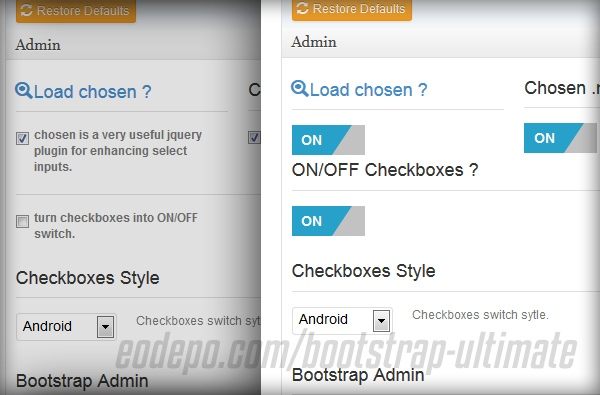 Restore Defaults
Admin
Load chosen ?
chosen is a very useful jquery
plugin for enhancing select
inputs.
turn checkboxes into ON/OFF
switch.
Checkboxes Style
Android
Checkboxes switch syt
Bootstrap Admin
Restore Defaults
Admin
Load chosen ?
Chosen .
ON
ON
ON/OFF Checkboxes ?
ON
Checkboxes Style
Android
Checkboxes switch sytle.
eodepo.com/bootstrap-ultimate
Bootstrap Admin